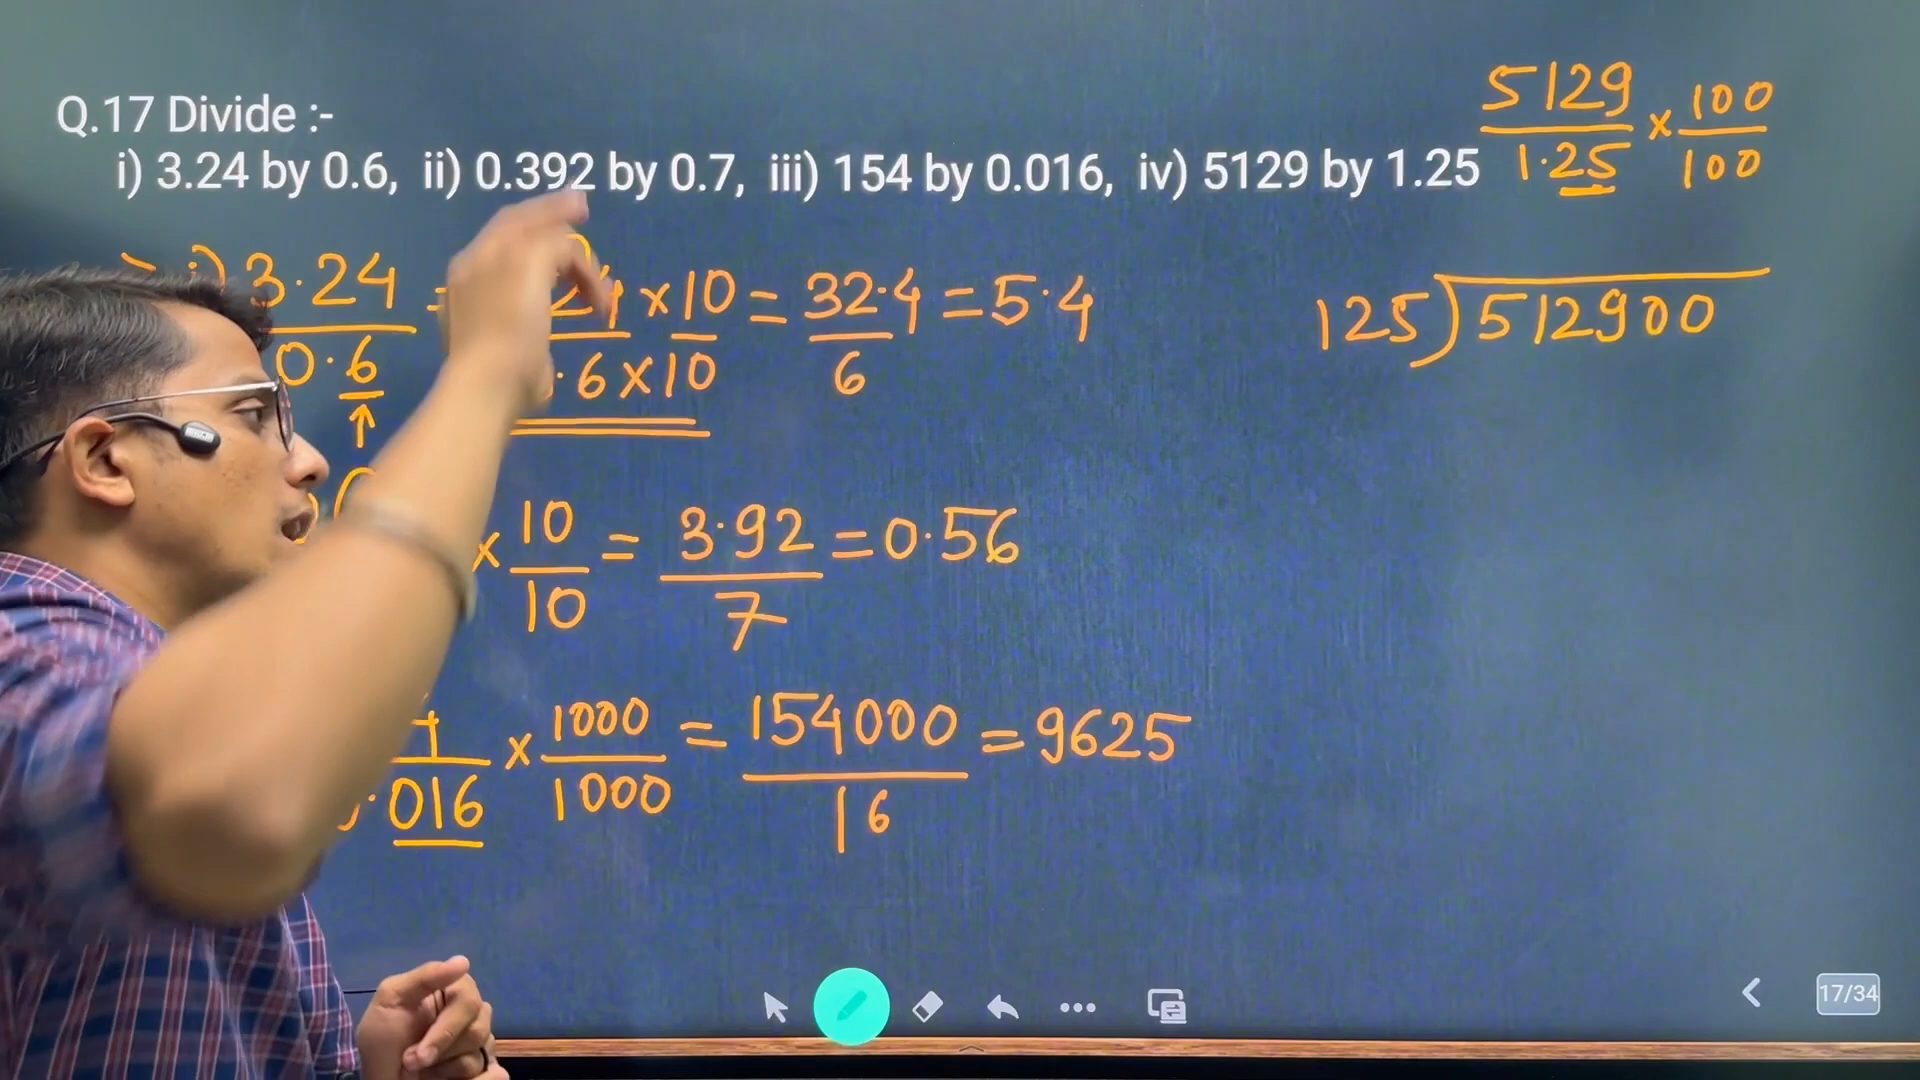 Q.17 Divide :-
i) 3.24 by 0.6, ii) 0.392 by 0.7, iii) 154 by 0.016, iv) 5129 by 1.25
5129 / 1.25 × 100 / 100
3.24 / 0.6 = × 10 / .6 × 10 = 32.4 / 6 = 5.4
125 ) 512900
× 10 / 10 = 3.92 / 7 = 0.56
.016 × 1000 / 1000 = 154000 / 16 = 9625
17/34